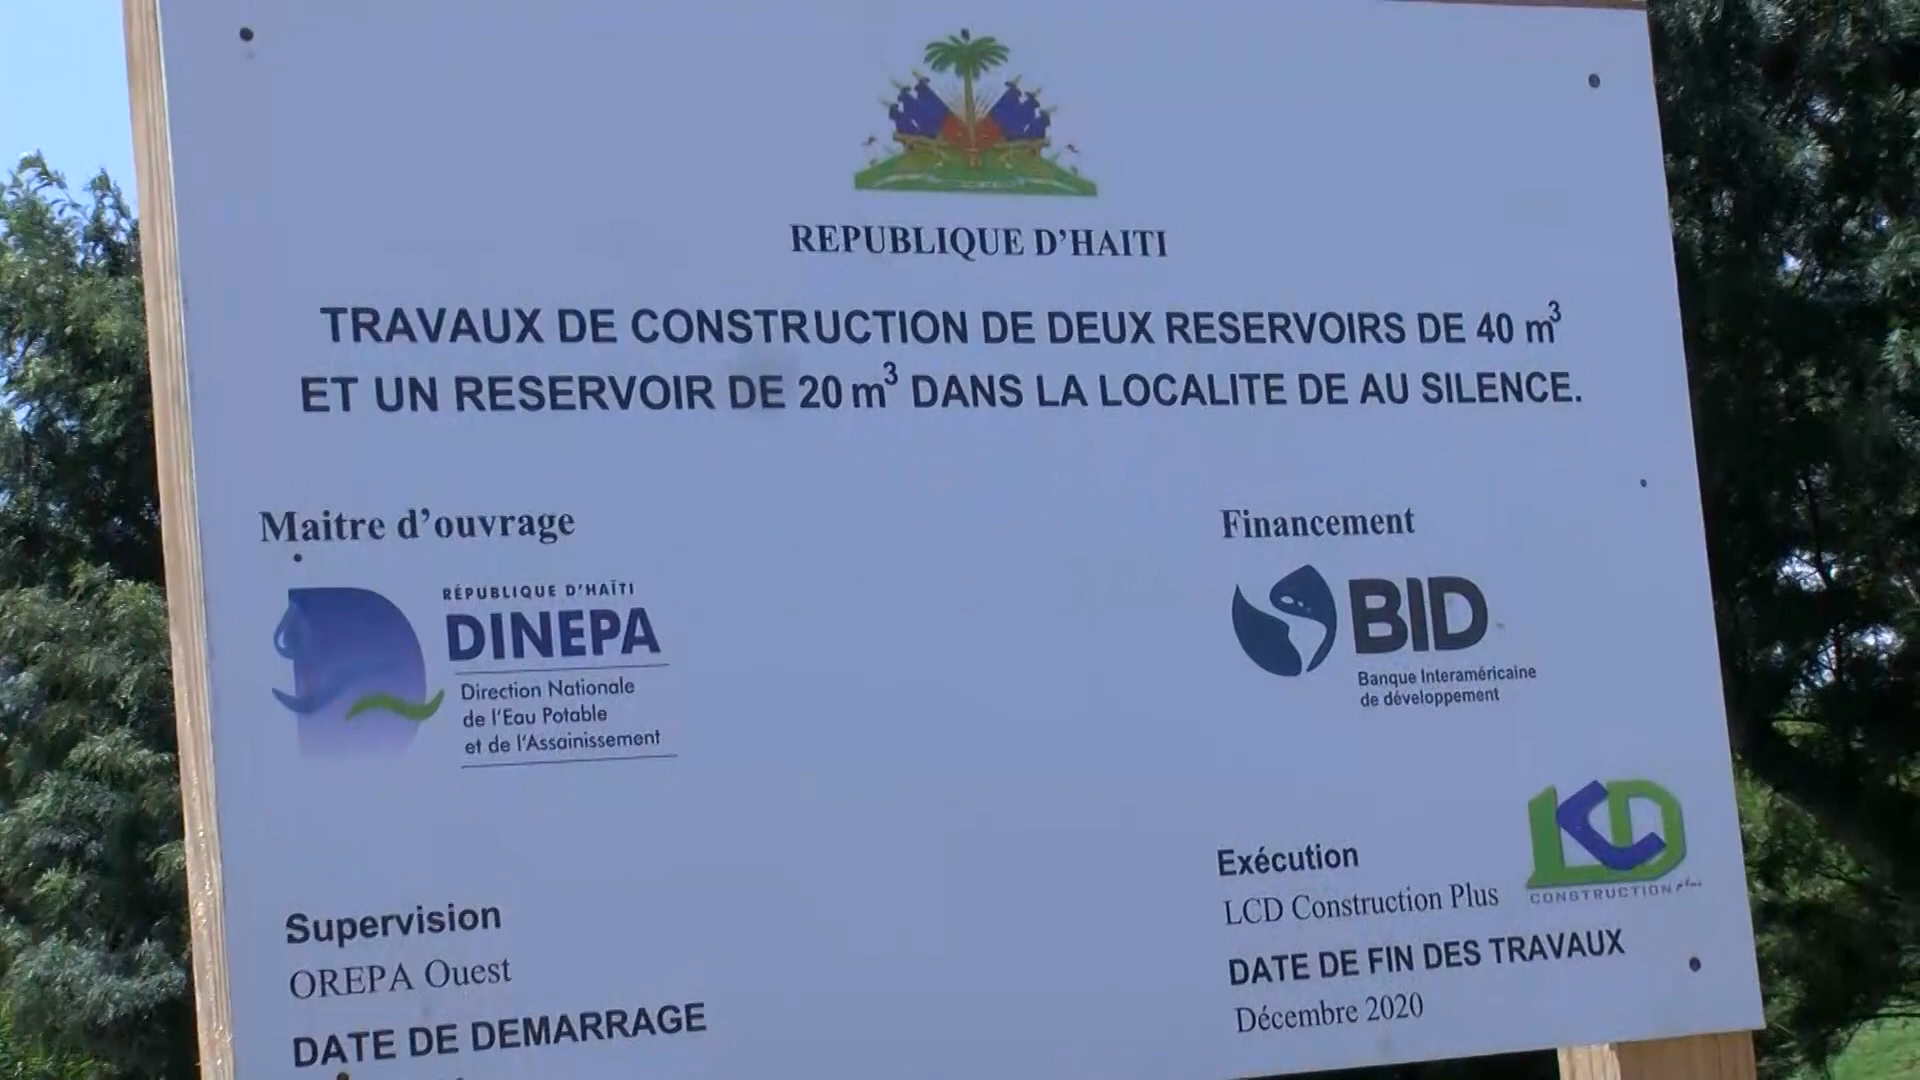 REPUBLIQUE D'HAITI
TRAVAUX DE CONSTRUCTION DE DEUX RESERVOIRS DE 40 m³
ET UN RESERVOIR DE 20 m³ DANS LA LOCALITE DE AU SILENCE.
Maitre d'ouvrage
RÉPUBLIQUE D'HAÏTI
DINEPA
Direction Nationale
de l'Eau Potable
et de l'Assainissement
Financement
BID
Banque Interaméricaine
de développement
Supervision
OREPA Ouest
DATE DE DEMARRAGE
Exécution
LCD Construction Plus
LCD
CONSTRUCTION plus
DATE DE FIN DES TRAVAUX
Décembre 2020